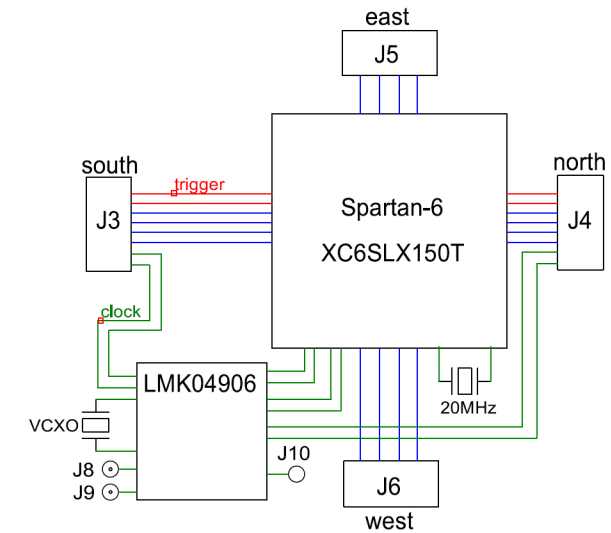 east
J5
south
trigger
north
J3
Spartan-6
J4
XC6SLX150T
clock
LMK04906
20MHz
VCXO
J10
J8
J9
J6
west